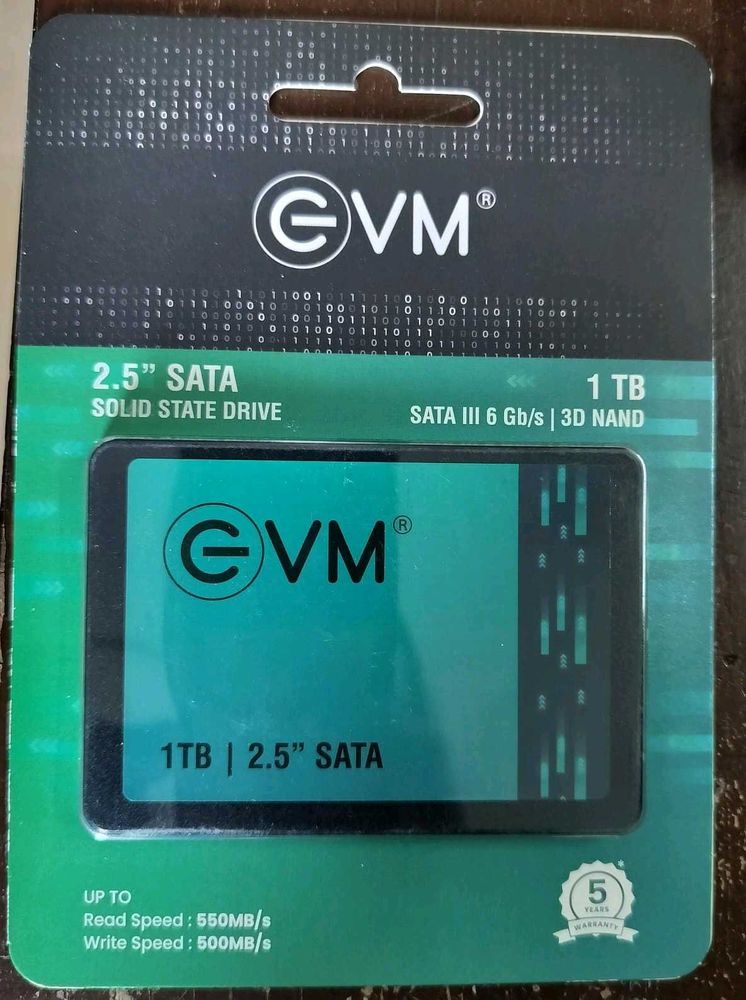 EVM®
2.5” SATA
SOLID STATE DRIVE
1 TB
SATA III 6 Gb/s | 3D NAND
EVM®
1TB | 2.5” SATA
UP TO
Read Speed : 550MB/s
Write Speed : 500MB/s
*
5
YEARS
WARRANTY